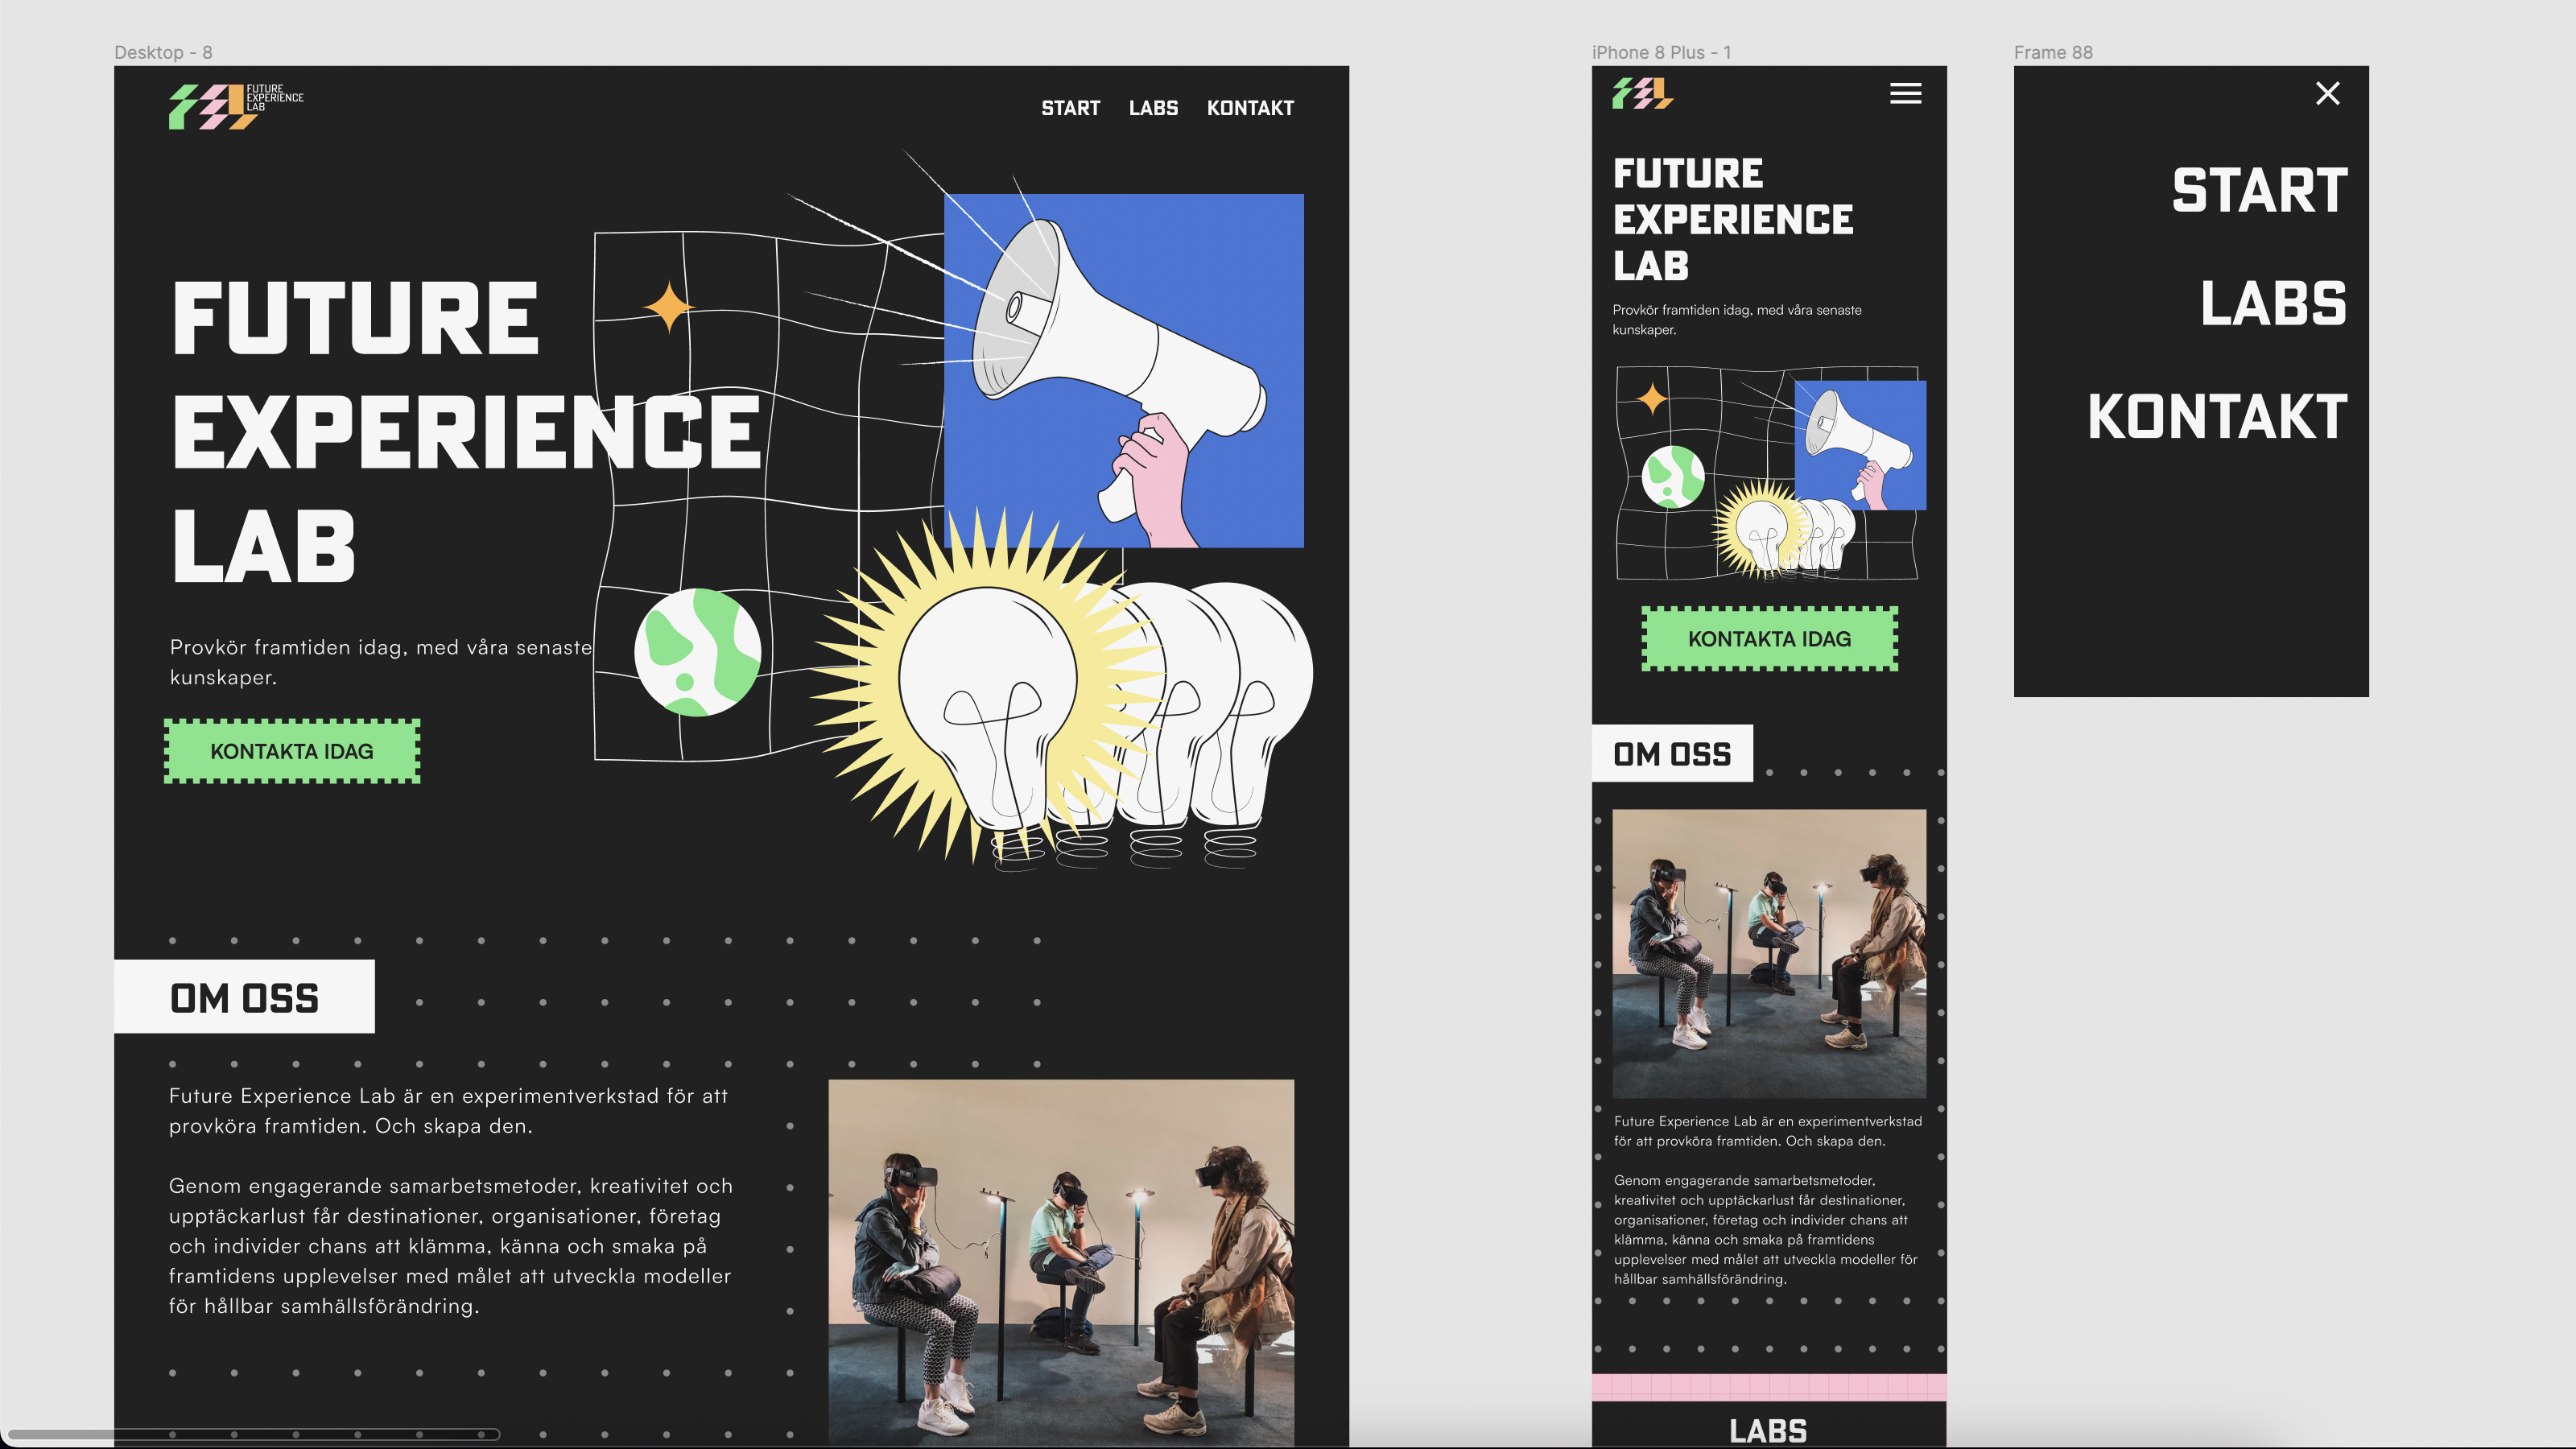 Desktop - 8
FUTURE
EXPERIENCE
LAB
START LABS KONTAKT
FUTURE
EXPERIENCE
LAB
Provkör framtiden idag, med våra senaste
kunskaper.
KONTAKTA IDAG
OM OSS
Future Experience Lab är en experimentverkstad för att
provköra framtiden. Och skapa den.
Genom engagerande samarbetsmetoder, kreativitet och
upptäckarlust får destinationer, organisationer, företag
och individer chans att klämma, känna och smaka på
framtidens upplevelser med målet att utveckla modeller
för hållbar samhällsförändring.
iPhone 8 Plus - 1
FUTURE
EXPERIENCE
LAB
Provkör framtiden idag, med våra senaste
kunskaper.
KONTAKTA IDAG
OM OSS
Future Experience Lab är en experimentverkstad
för att provköra framtiden. Och skapa den.
Genom engagerande samarbetsmetoder,
kreativitet och upptäckarlust får destinationer,
organisationer, företag och individer chans att
klämma, känna och smaka på framtidens
upplevelser med målet att utveckla modeller för
hållbar samhällsförändring.
LABS
Frame 88
START
LABS
KONTAKT